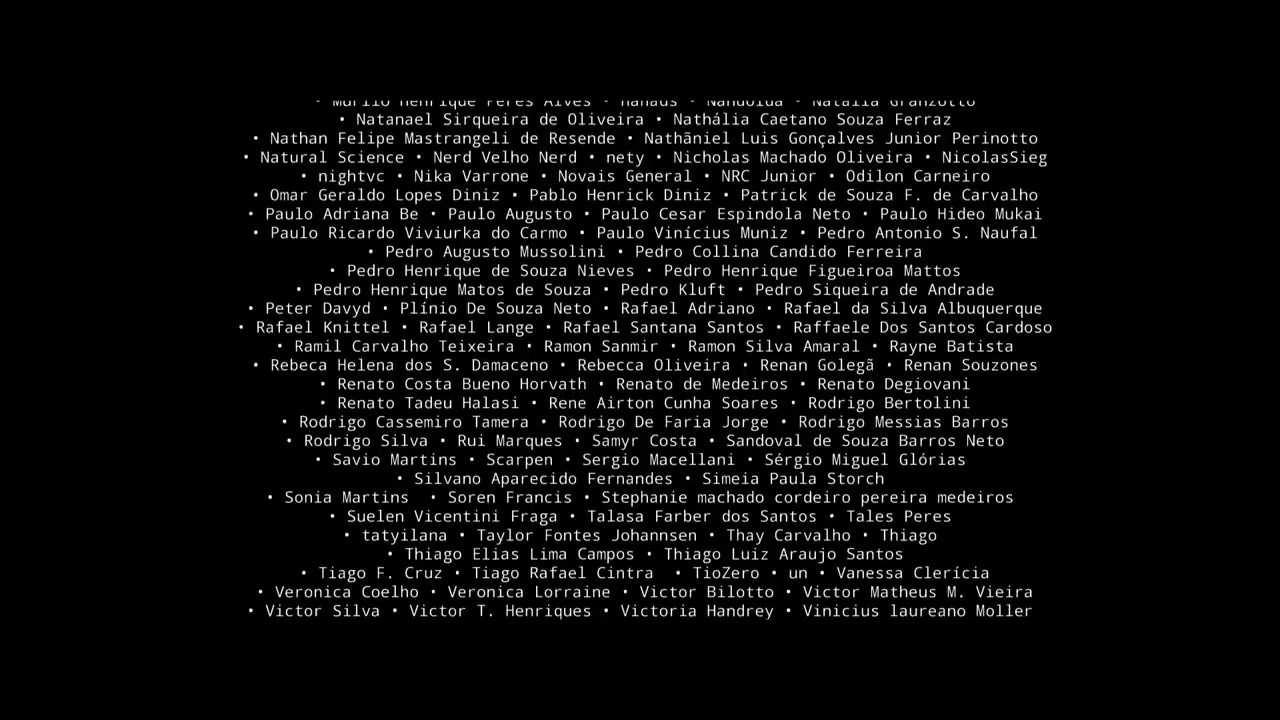 • Murilo Henrique Peres Alves • Nanaus • • Natália Granzotto
• Natanael Sirqueira de Oliveira • Nathália Caetano Souza Ferraz
• Nathan Felipe Mastrangeli de Resende • Nathãniel Luis Gonçalves Junior Perinotto
• Natural Science • Nerd Velho Nerd • nety • Nicholas Machado Oliveira • NicolasSieg
• nightvc • Nika Varrone • Novais General • NRC Junior • Odilon Carneiro
• Omar Geraldo Lopes Diniz • Pablo Henrick Diniz • Patrick de Souza F. de Carvalho
• Paulo Adriana Be • Paulo Augusto • Paulo Cesar Espindola Neto • Paulo Hideo Mukai
• Paulo Ricardo Viviurka do Carmo • Paulo Vinícius Muniz • Pedro Antonio S. Naufal
• Pedro Augusto Mussolini • Pedro Collina Candido Ferreira
• Pedro Henrique de Souza Nieves • Pedro Henrique Figueiroa Mattos
• Pedro Henrique Matos de Souza • Pedro Kluft • Pedro Siqueira de Andrade
• Peter Davyd • Plínio De Souza Neto • Rafael Adriano • Rafael da Silva Albuquerque
• Rafael Knittel • Rafael Lange • Rafael Santana Santos • Raffaele Dos Santos Cardoso
• Ramil Carvalho Teixeira • Ramon Sanmir • Ramon Silva Amaral • Rayne Batista
• Rebeca Helena dos S. Damaceno • Rebecca Oliveira • Renan Golegã • Renan Souzones
• Renato Costa Bueno Horvath • Renato de Medeiros • Renato Degiovani
• Renato Tadeu Halasi • Rene Airton Cunha Soares • Rodrigo Bertolini
• Rodrigo Cassemiro Tamera • Rodrigo De Faria Jorge • Rodrigo Messias Barros
• Rodrigo Silva • Rui Marques • Samyr Costa • Sandoval de Souza Barros Neto
• Savio Martins • Scarpen • Sergio Macellani • Sérgio Miguel Glórias
• Silvano Aparecido Fernandes • Simeia Paula Storch
• Sonia Martins • Soren Francis • Stephanie machado cordeiro pereira medeiros
• Suelen Vicentini Fraga • Talasa Farber dos Santos • Tales Peres
• tatyilana • Taylor Fontes Johannsen • Thay Carvalho • Thiago
• Thiago Elias Lima Campos • Thiago Luiz Araujo Santos
• Tiago F. Cruz • Tiago Rafael Cintra • TioZero • un • Vanessa Clerícia
• Veronica Coelho • Veronica Lorraine • Victor Bilotto • Victor Matheus M. Vieira
• Victor Silva • Victor T. Henriques • Victoria Handrey • Vinicius laureano Moller